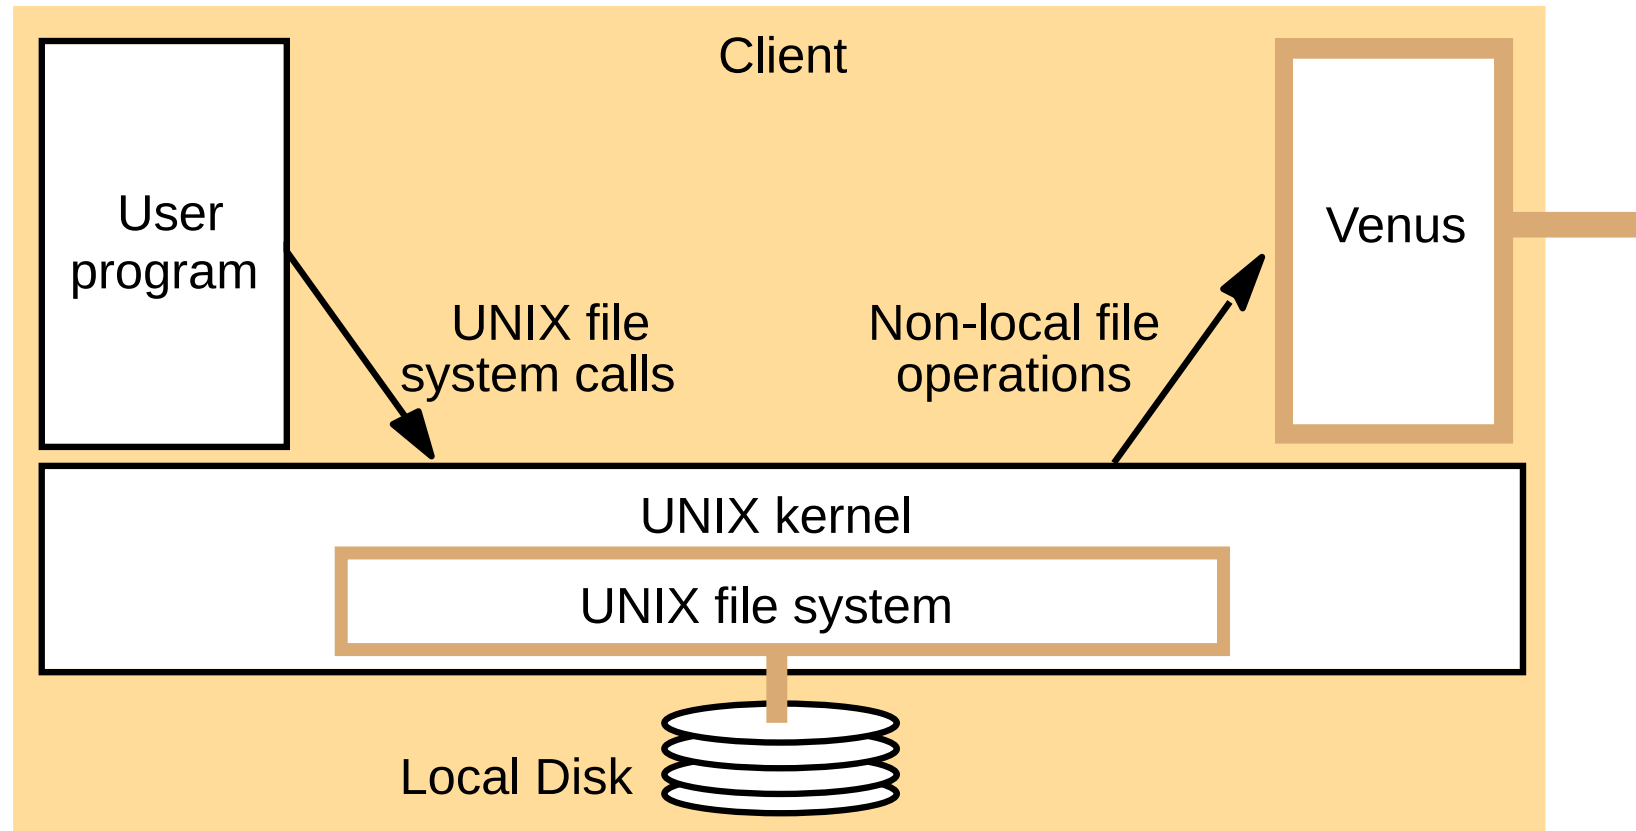 Client
User
program
Venus
UNIX file
system calls
Non-local file
operations
UNIX kernel
UNIX file system
Local Disk